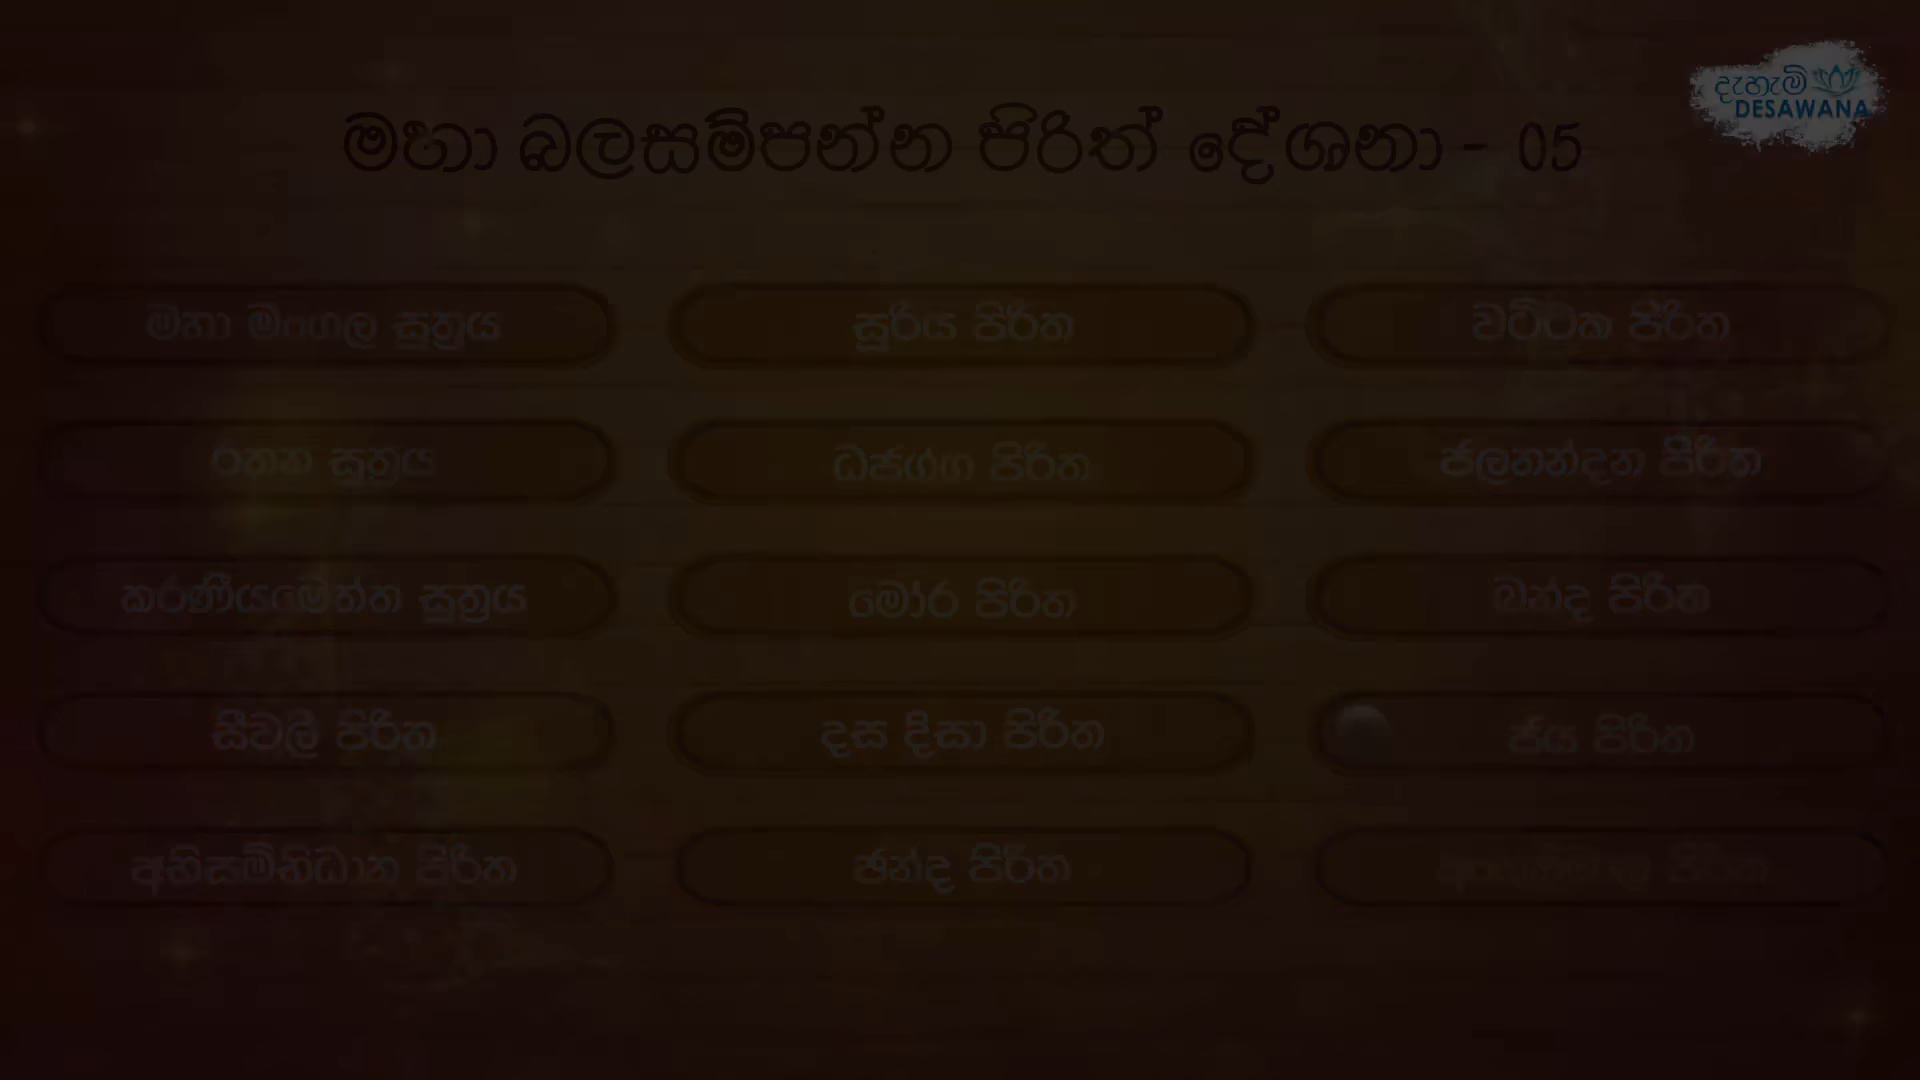 දැහැමි
DESAWANA
මහා බලසම්පන්න පිරිත් දේශනා - 05
මහා මංගල සූත්‍රය
සූරිය පිරිත
වට්ටක පිරිත
රතන සූත්‍රය
ධජග්ග පිරිත
ජලනන්දන පිරිත
කරණීයමෙත්ත සූත්‍රය
මෝර පිරිත
ඛන්ද පිරිත
සීවලී පිරිත
දස දිසා පිරිත
ජය පිරිත
අභිසම්භිධාන පිරිත
ඡන්ද පිරිත
පිරිත